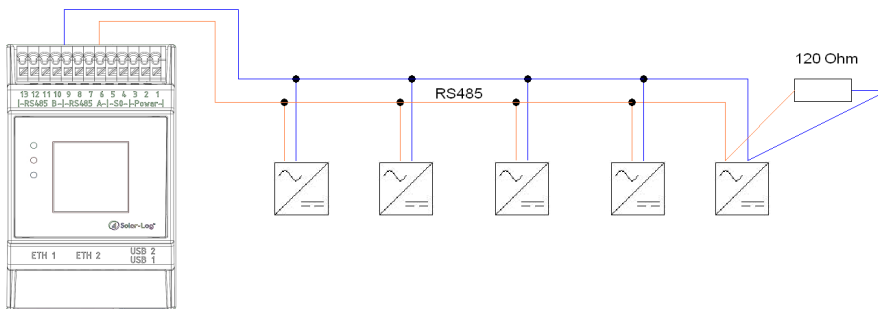 120 Ohm
RS485
13 12 11 10 9 8 7 6 5 4 3 2 1
|-RS485 B-|-RS485 A-|-S0-|-Power-|
Solar-Log®
ETH 1 ETH 2 USB 2
USB 1